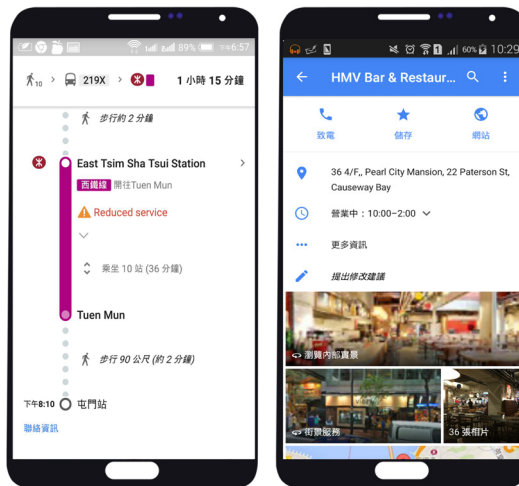 89%
下午6:57
10
219X
1 小時 15 分鐘
步行約 2 分鐘
East Tsim Sha Tsui Station
西鐵線 開往Tuen Mun
Reduced service
乘坐 10 站 (36 分鐘)
Tuen Mun
步行 90 公尺 (約 2 分鐘)
下午8:10 屯門站
聯絡資訊
1 60% 10:29
HMV Bar & Restaur...
致電
儲存
網站
36 4/F,, Pearl City Mansion, 22 Paterson St,
Causeway Bay
營業中：10:00–2:00
更多資訊
提出修改建議
瀏覽內部實景
街景服務
36 張相片